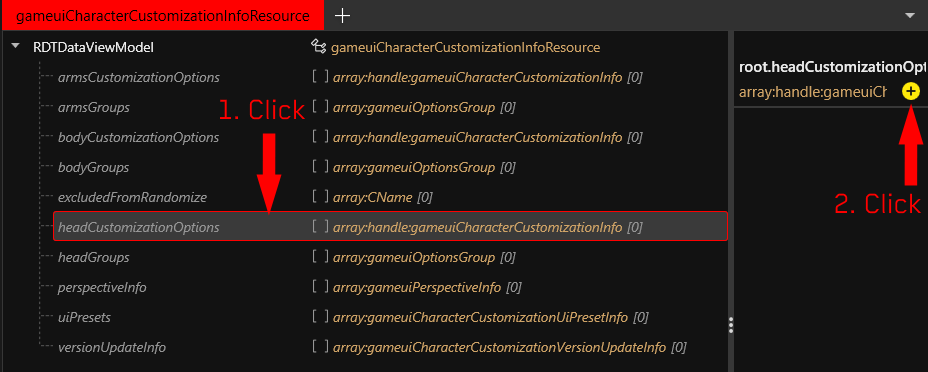 gameuiCharacterCustomizationInfoResource +
RDTDataViewModel gameuiCharacterCustomizationInfoResource
armsCustomizationOptions [ ] array:handle:gameuiCharacterCustomizationInfo [0]
armsGroups [ ] array:gameuiOptionsGroup [0]
1. Click
bodyCustomizationOptions [ ] array:handle:gameuiCharacterCustomizationInfo [0]
bodyGroups [ ] array:gameuiOptionsGroup [0]
excludedFromRandomize [ ] array:CName [0]
headCustomizationOptions [ ] array:handle:gameuiCharacterCustomizationInfo [0]
headGroups [ ] array:gameuiOptionsGroup [0]
perspectiveInfo [ ] array:gameuiPerspectiveInfo [0]
uiPresets [ ] array:gameuiCharacterCustomizationUiPresetInfo [0]
versionUpdateInfo [ ] array:gameuiCharacterCustomizationVersionUpdateInfo [0]
root.headCustomizationOpt
array:handle:gameuiCh +
2. Click